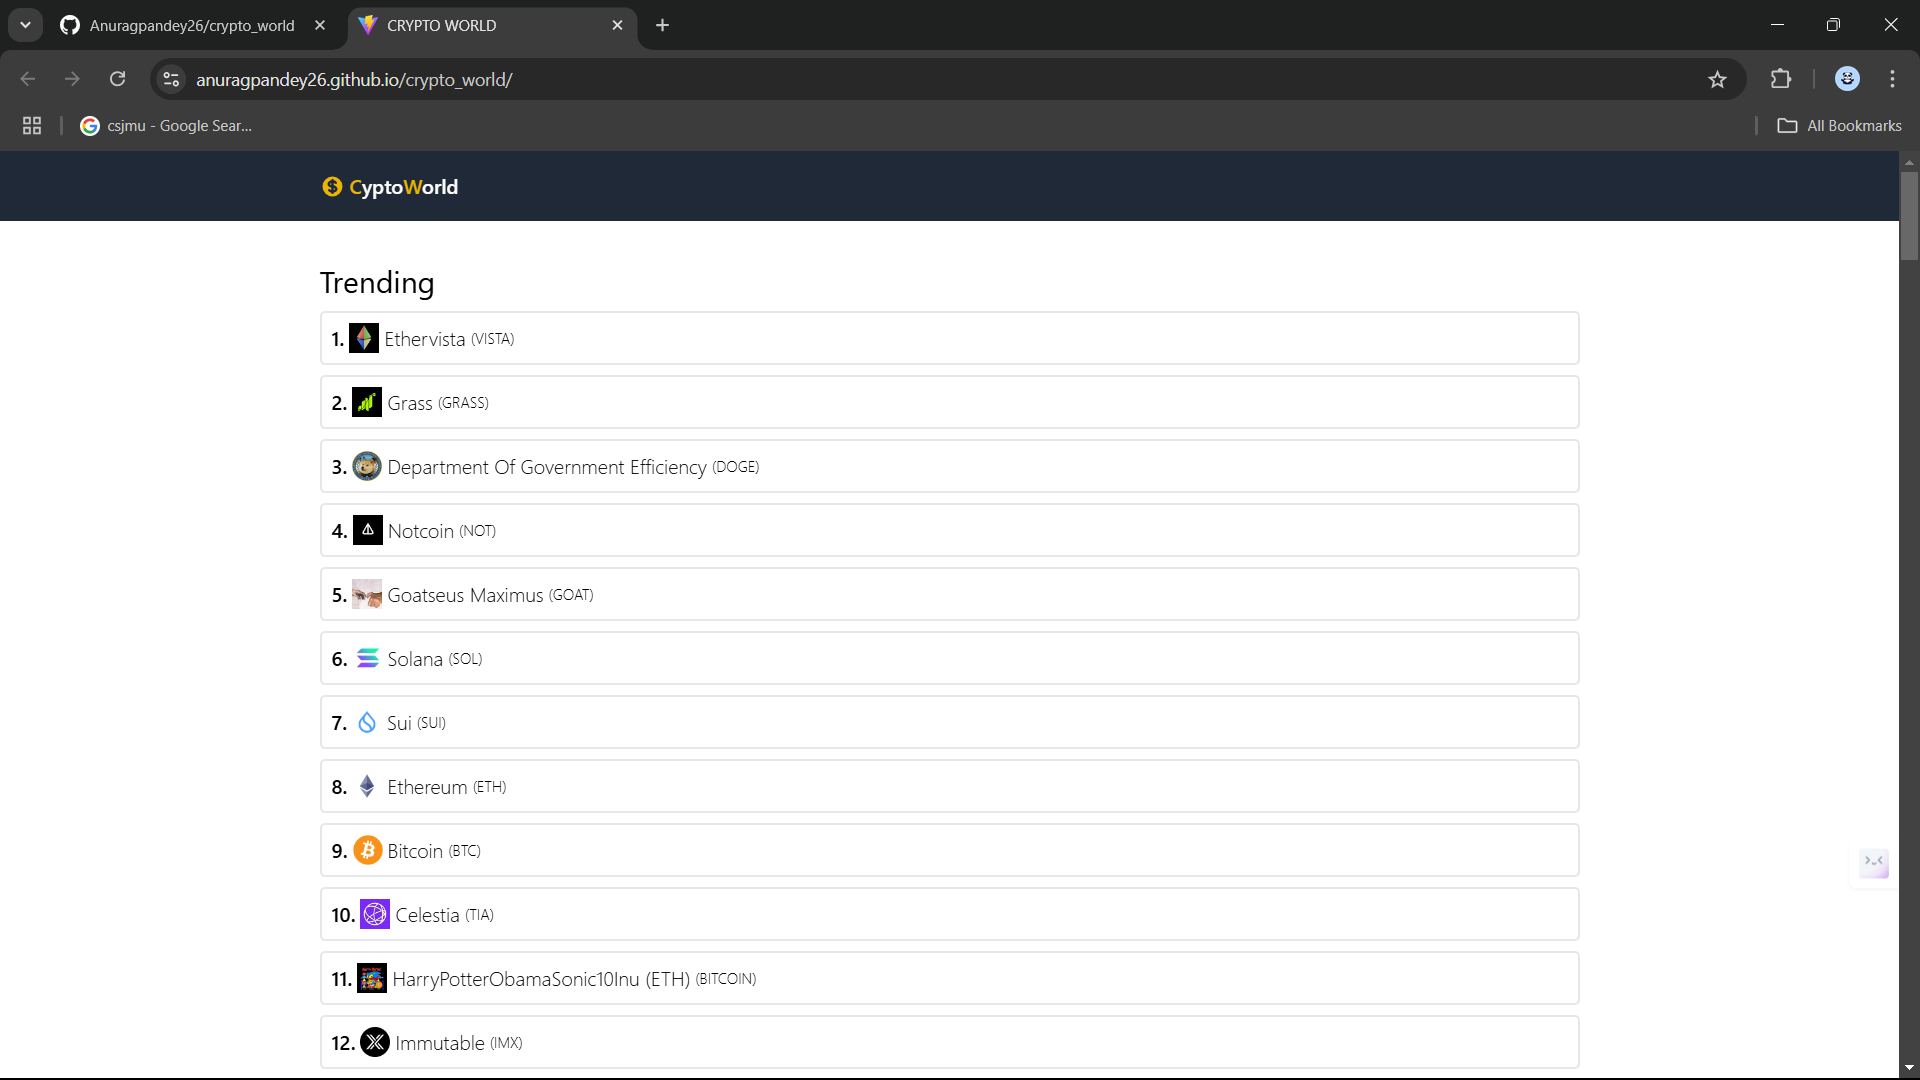 Anuragpandey26/crypto_world
CRYPTO WORLD
anuragpandey26.github.io/crypto_world/
csjmu - Google Sear...
All Bookmarks
CyptoWorld
Trending
1. Ethervista (VISTA)
2. Grass (GRASS)
3. Department Of Government Efficiency (DOGE)
4. Notcoin (NOT)
5. Goatseus Maximus (GOAT)
6. Solana (SOL)
7. Sui (SUI)
8. Ethereum (ETH)
9. Bitcoin (BTC)
10. Celestia (TIA)
11. HarryPotterObamaSonic10Inu (ETH) (BITCOIN)
12. Immutable (IMX)